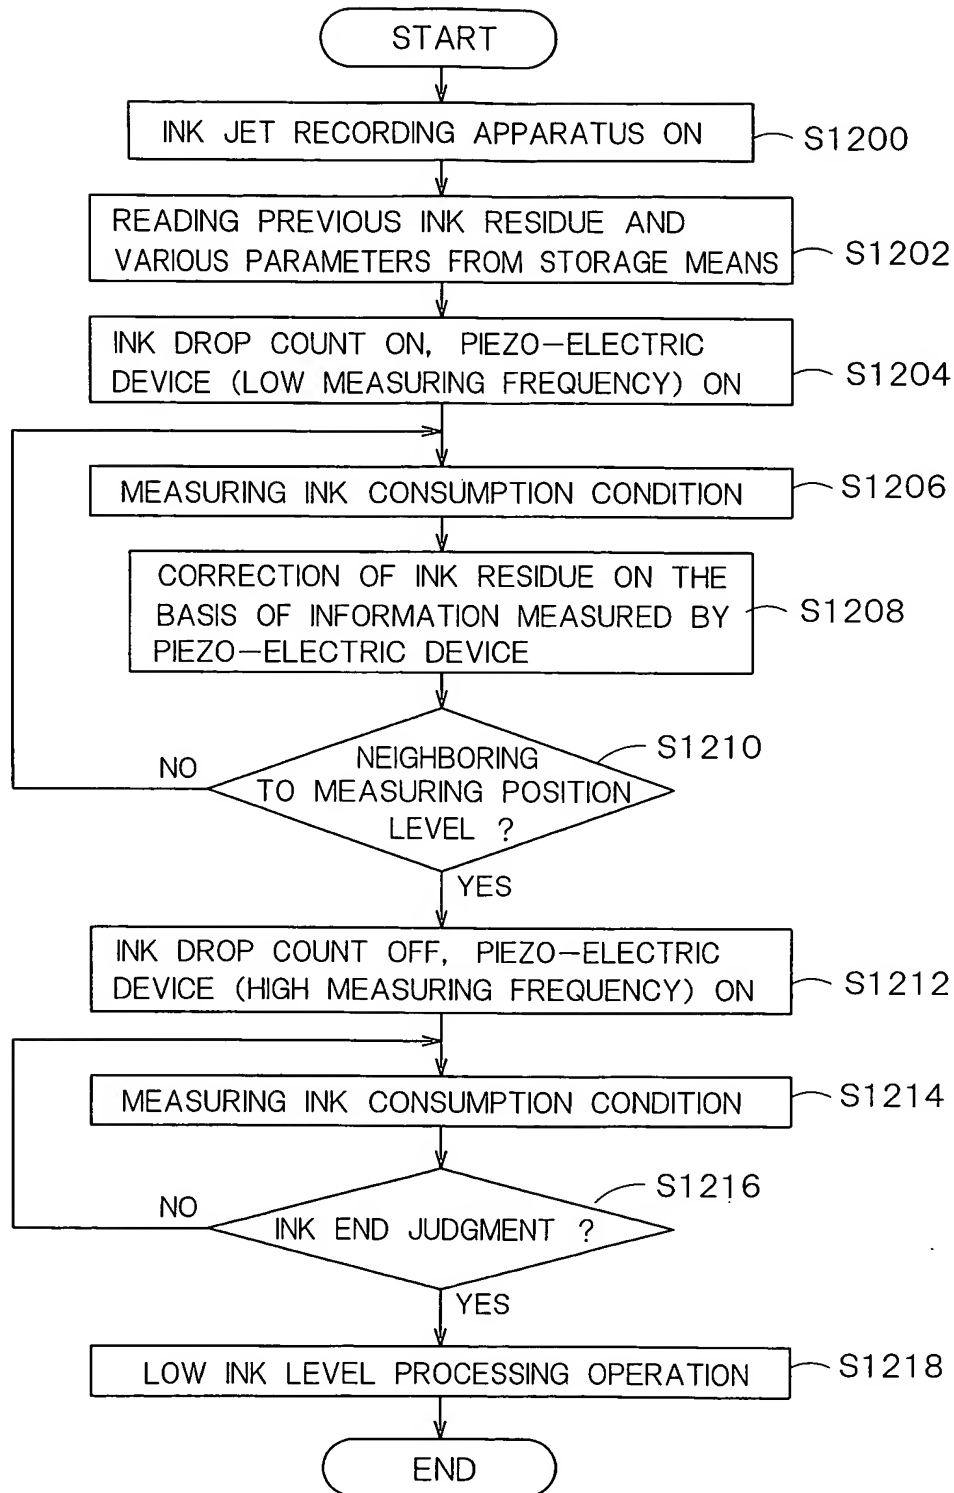 START
INK JET RECORDING APPARATUS ON
S1200
READING PREVIOUS INK RESIDUE AND
VARIOUS PARAMETERS FROM STORAGE MEANS
S1202
INK DROP COUNT ON, PIEZO-ELECTRIC
DEVICE (LOW MEASURING FREQUENCY) ON
S1204
MEASURING INK CONSUMPTION CONDITION
S1206
CORRECTION OF INK RESIDUE ON THE
BASIS OF INFORMATION MEASURED BY
PIEZO-ELECTRIC DEVICE
S1208
S1210
NEIGHBORING
TO MEASURING POSITION
LEVEL ?
NO
YES
INK DROP COUNT OFF, PIEZO-ELECTRIC
DEVICE (HIGH MEASURING FREQUENCY) ON
S1212
MEASURING INK CONSUMPTION CONDITION
S1214
S1216
INK END JUDGMENT ?
NO
YES
LOW INK LEVEL PROCESSING OPERATION
S1218
END